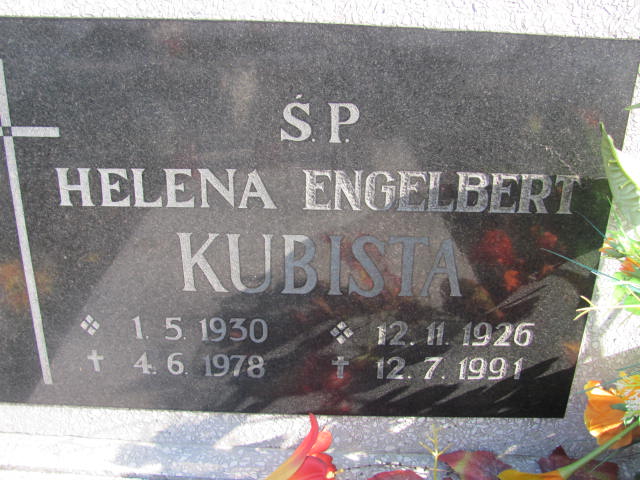 Ś.P.
HELENA ENGELBERT
KUBISTA
1.5.1930 12.11.1926
4.6.1978 12.7.1991